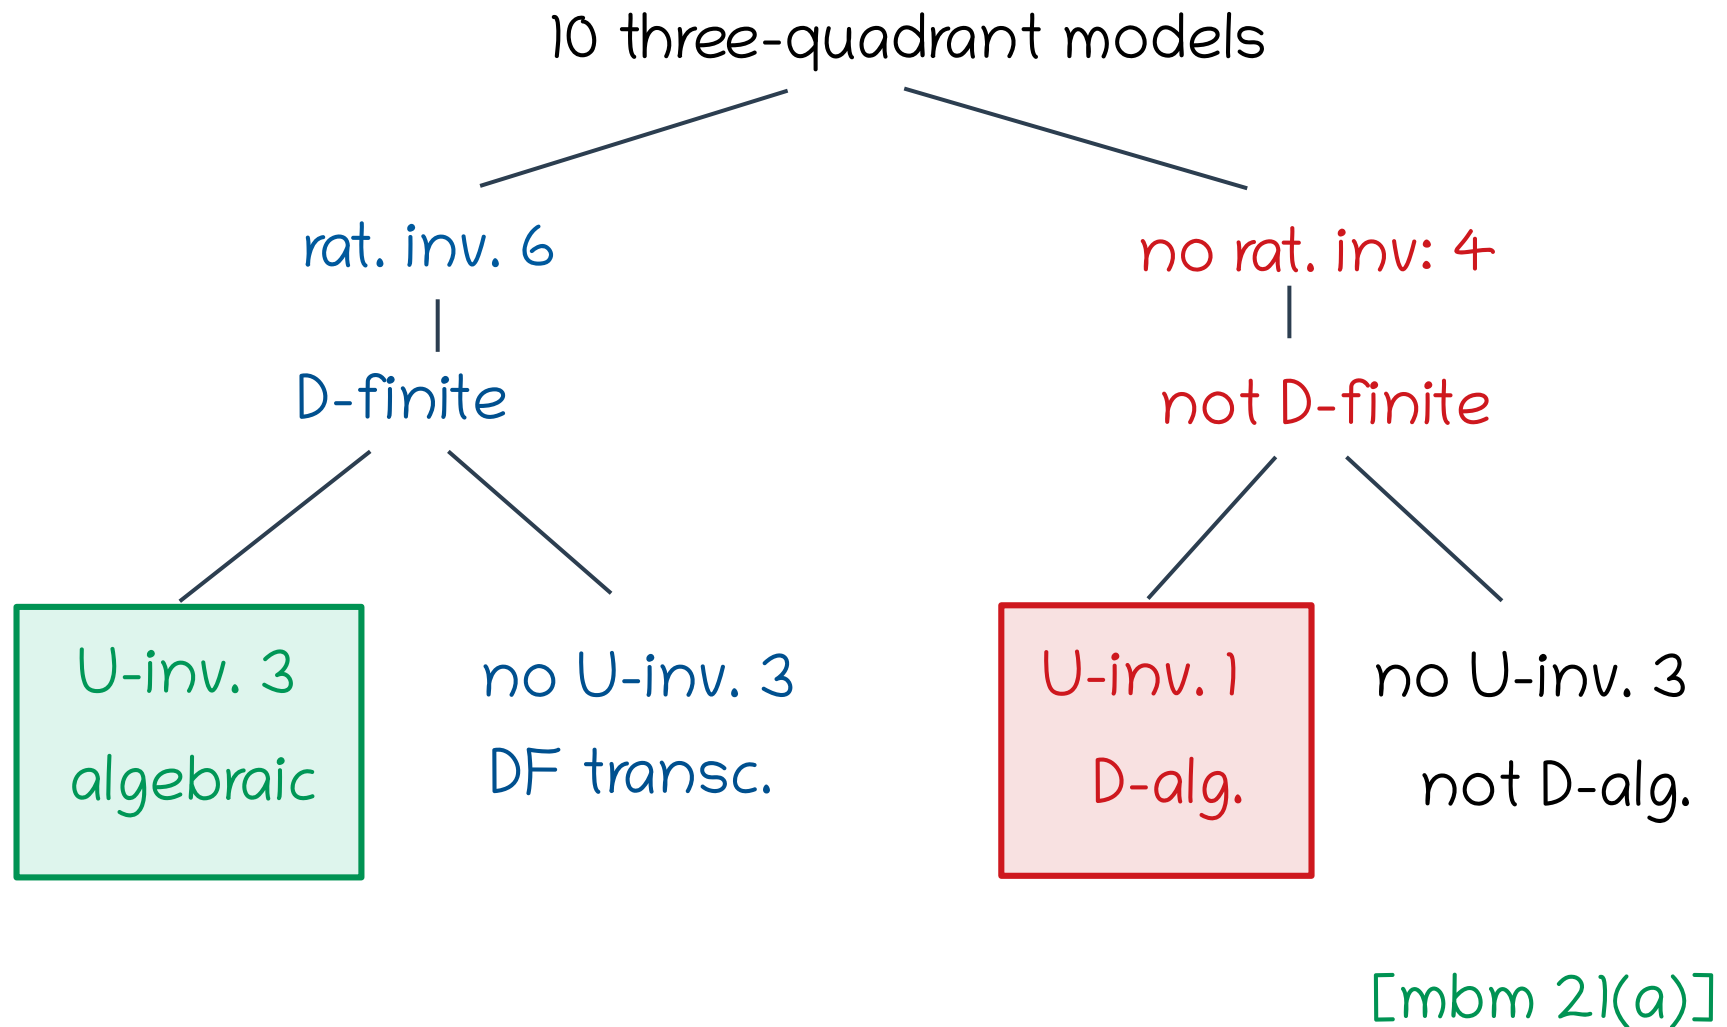 10 three-quadrant models
rat. inv. 6
no rat. inv: 4
D-finite
not D-finite
U-inv. 3
algebraic
no U-inv. 3
DF transc.
U-inv. 1
D-alg.
no U-inv. 3
not D-alg.
[mbm 21(a)]